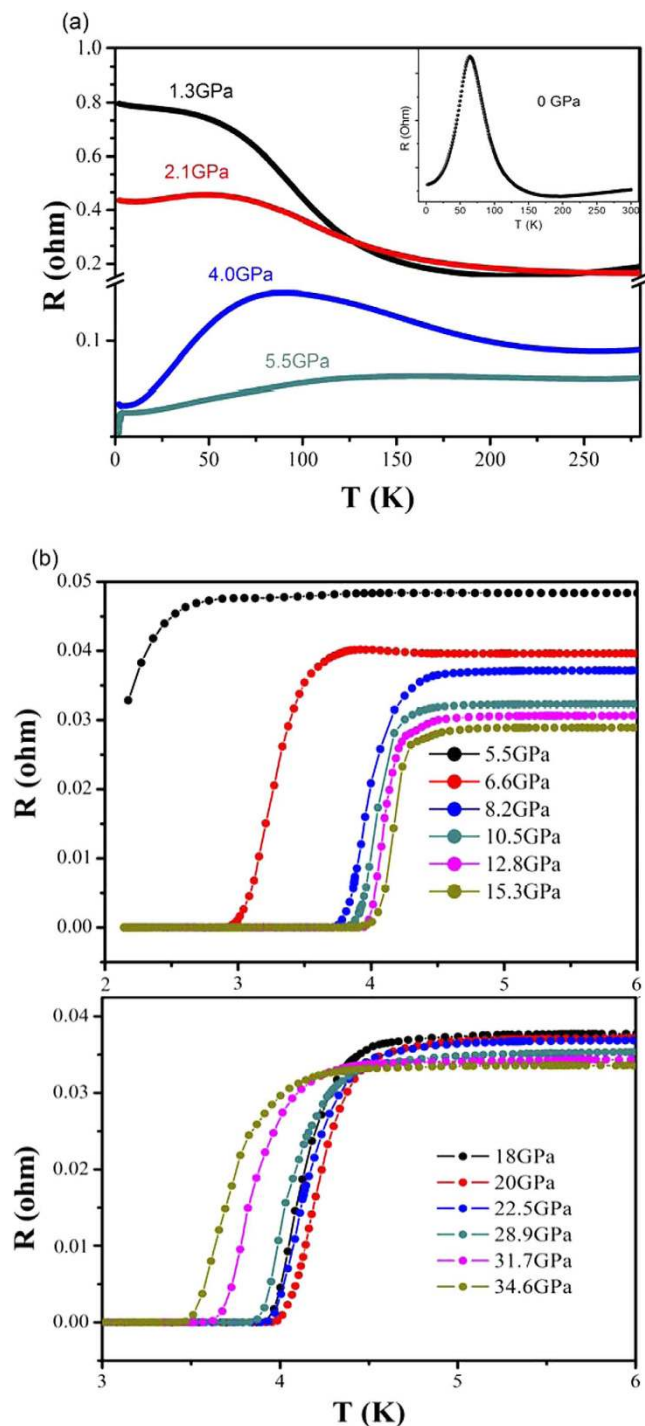 (a)
1.0
0.8
0.6
0.4
0.2
0.1
R (ohm)
1.3GPa
2.1GPa
4.0GPa
5.5GPa
R (Ohm)
0 GPa
0 50 100 150 200 250 300
T (K)
0 50 100 150 200 250
T (K)
(b)
0.05
0.04
0.03
0.02
0.01
0.00
R (ohm)
5.5GPa
6.6GPa
8.2GPa
10.5GPa
12.8GPa
15.3GPa
2 3 4 5 6
0.04
0.03
0.02
0.01
0.00
R (ohm)
18GPa
20GPa
22.5GPa
28.9GPa
31.7GPa
34.6GPa
3 4 5 6
T (K)